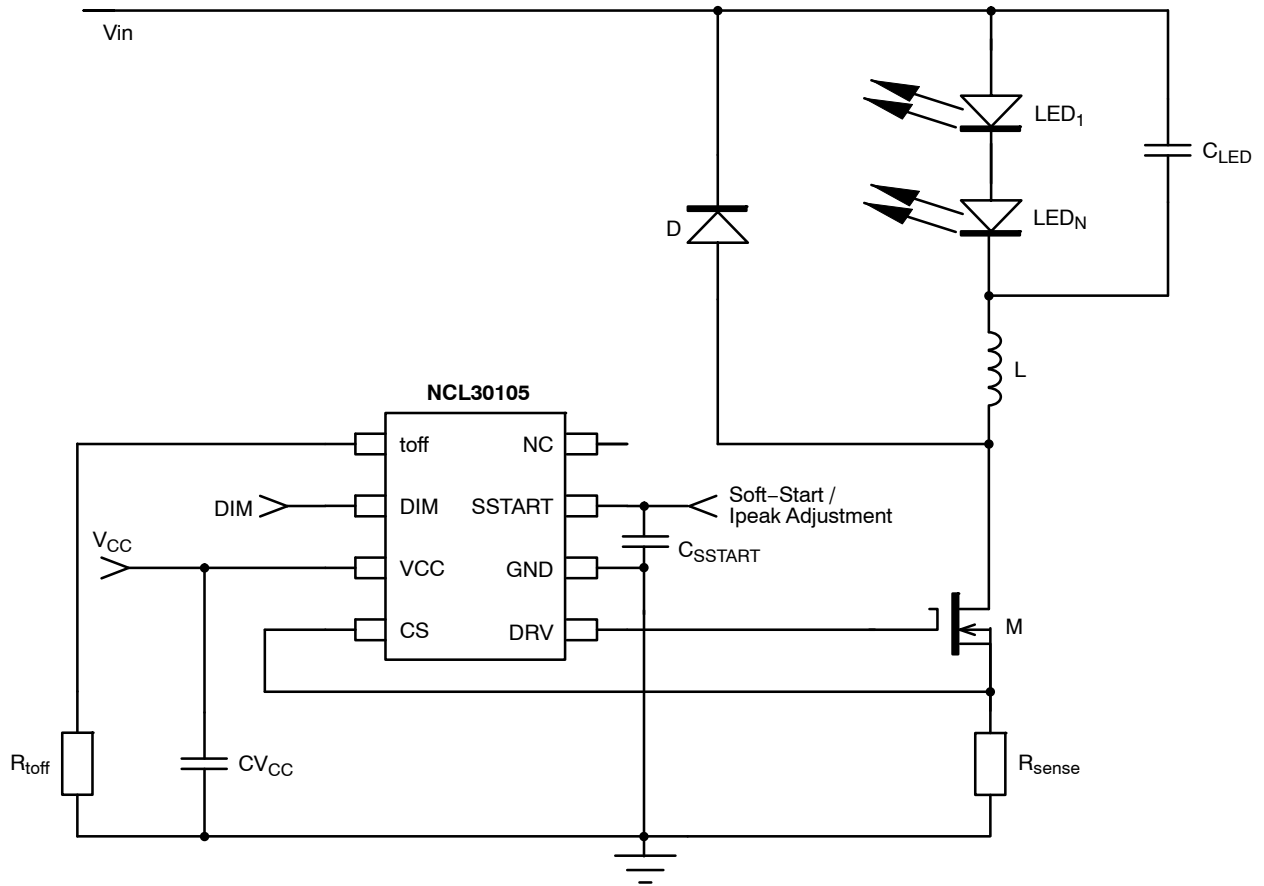 Vin
LED1
CLED
LEDN
D
L
NCL30105
toff
NC
DIM
DIM
SSTART
Soft−Start /
Ipeak Adjustment
CSSTART
VCC
VCC
GND
CS
DRV
M
Rtoff
CVCC
Rsense